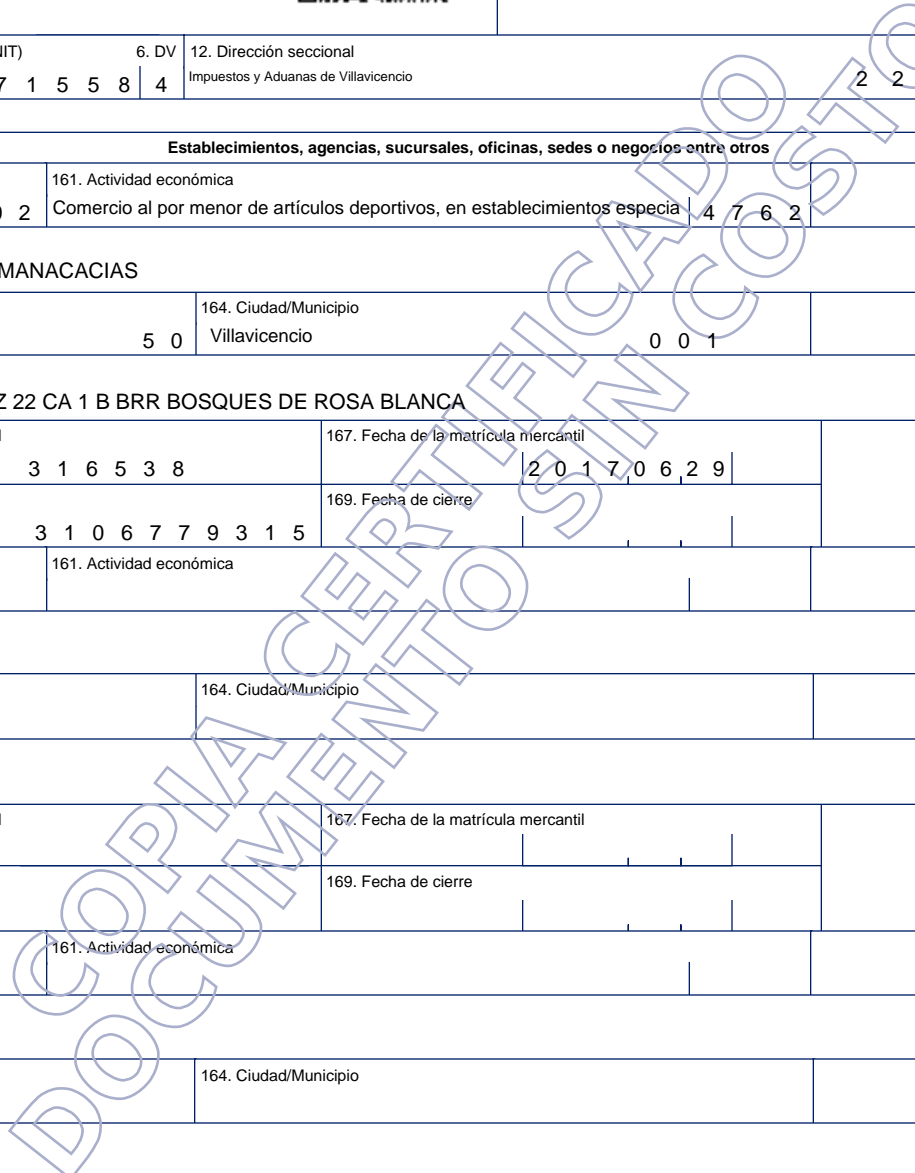 6. DV 12. Dirección seccional
1 5 5 8 4 Impuestos y Aduanas de Villavicencio 2 2
Establecimientos, agencias, sucursales, oficinas, sedes o negocios entre otros
161. Actividad económica
2 Comercio al por menor de artículos deportivos, en establecimientos especia 4 7 6 2
MANACACIAS
164. Ciudad/Municipio
5 0 Villavicencio 0 0 1
Z 22 CA 1 B BRR BOSQUES DE ROSA BLANCA
167. Fecha de la matrícula mercantil
3 1 6 5 3 8 2 0 1 7 0 6 2 9
169. Fecha de cierre
3 1 0 6 7 7 9 3 1 5
161. Actividad económica
164. Ciudad/Municipio
167. Fecha de la matrícula mercantil
169. Fecha de cierre
161. Actividad económica
164. Ciudad/Municipio
COPIA CERTIFICADO
DOCUMENTO SIN COSTO